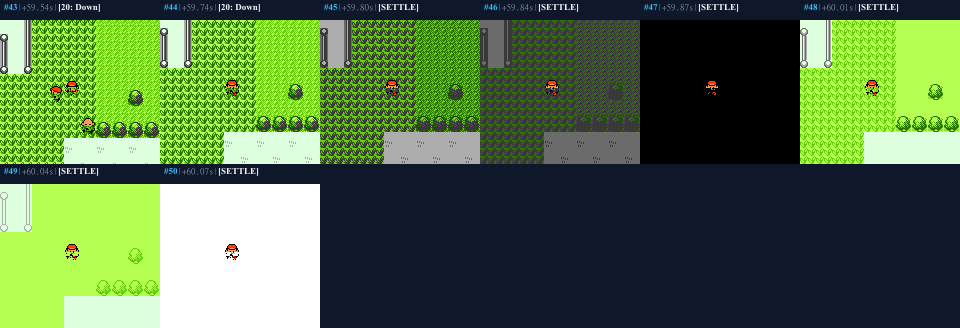 #43|+59.54s|[20: Down]
#44|+59.74s|[20: Down]
#45|+59.80s|[SETTLE]
#46|+59.84s|[SETTLE]
#47|+59.87s|[SETTLE]
#48|+60.01s|[SETTLE]
#49|+60.04s|[SETTLE]
#50|+60.07s|[SETTLE]